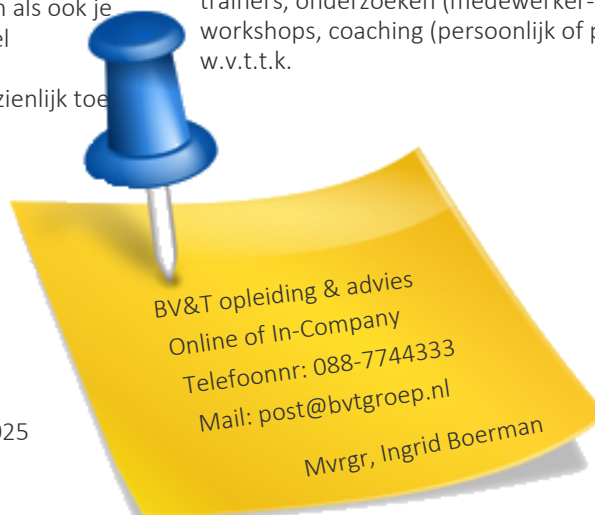 n als ook je
el
zienlijk toe
trainers, onderzoeken (medewerker-
workshops, coaching (persoonlijk of p
w.v.t.t.k.
BV&T opleiding & advies
Online of In-Company
Telefoonnr: 088-7744333
Mail: post@bvtgroep.nl
Mvrgr, Ingrid Boerman
025